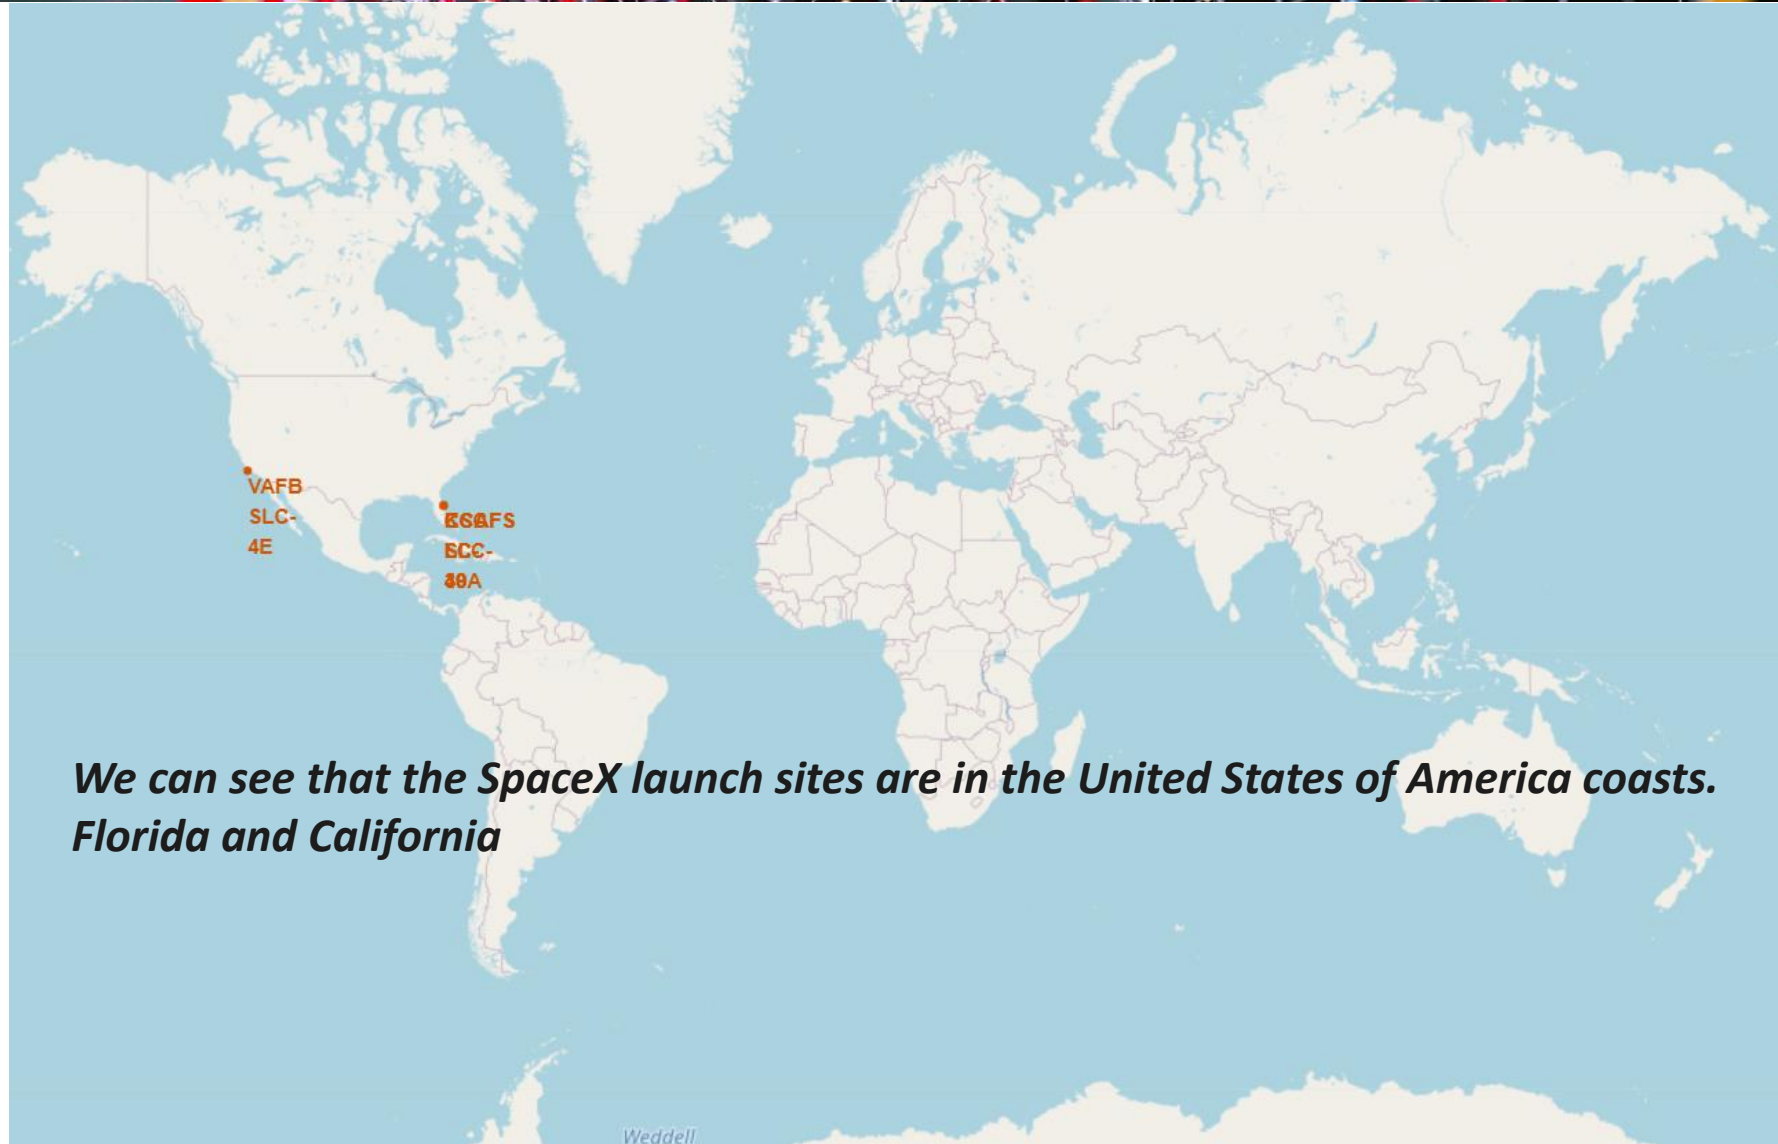 VAFB
SLC-
4E
We can see that the SpaceX launch sites are in the United States of America coasts.
Florida and California
Weddell